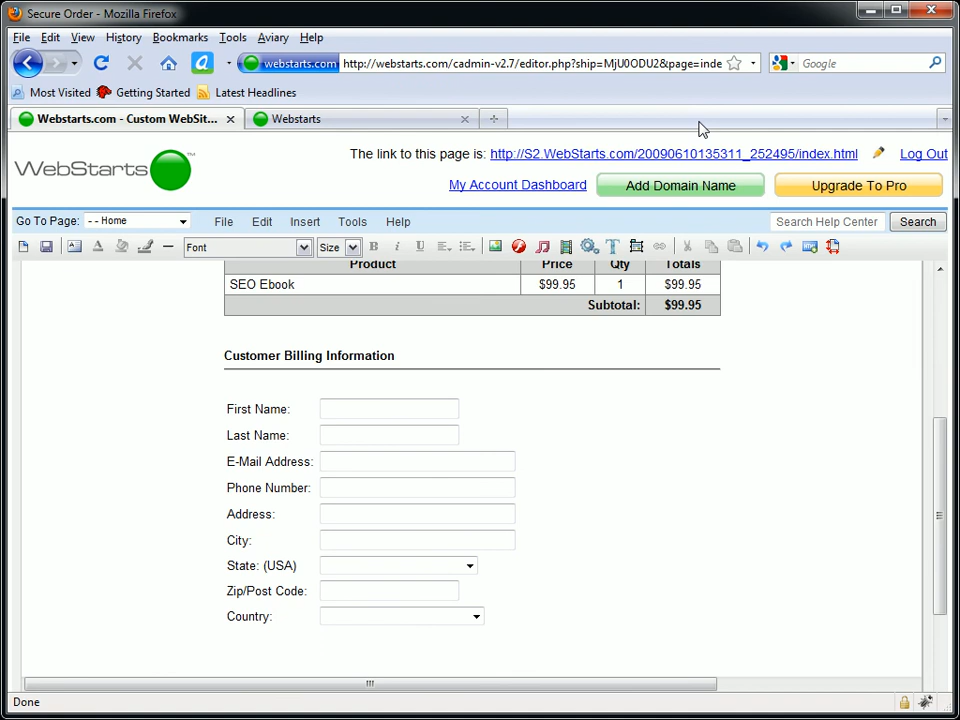 Secure Order - Mozilla Firefox
File Edit View History Bookmarks Tools Aviary Help
webstarts.com http://webstarts.com/cadmin-v2.7/editor.php?ship=MjU0ODU2&page=inde Google
Most Visited Getting Started Latest Headlines
Webstarts.com - Custom WebSit... Webstarts
WebStarts™ The link to this page is: http://S2.WebStarts.com/20090610135311_252495/index.html Log Out
My Account Dashboard Add Domain Name Upgrade To Pro
Go To Page: - - Home File Edit Insert Tools Help Search Help Center Search
Font Size B i U
Product Price Qty Totals
SEO Ebook $99.95 1 $99.95
Subtotal: $99.95
Customer Billing Information
First Name:
Last Name:
E-Mail Address:
Phone Number:
Address:
City:
State: (USA)
Zip/Post Code:
Country:
Done